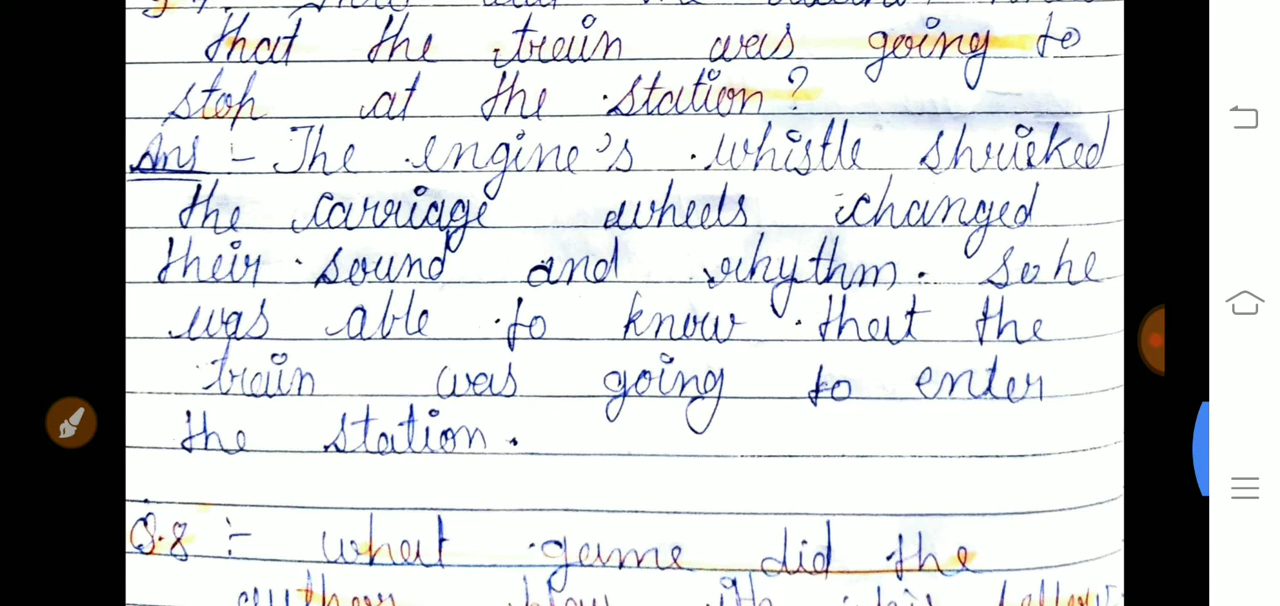 that the train was going to
stop at the station?
Ans - The engine's whistle shrieked
the carriage wheels changed
their sound and rhythm. So he
was able to know that the
train was going to enter
the station.
Q.8 :- what game did the